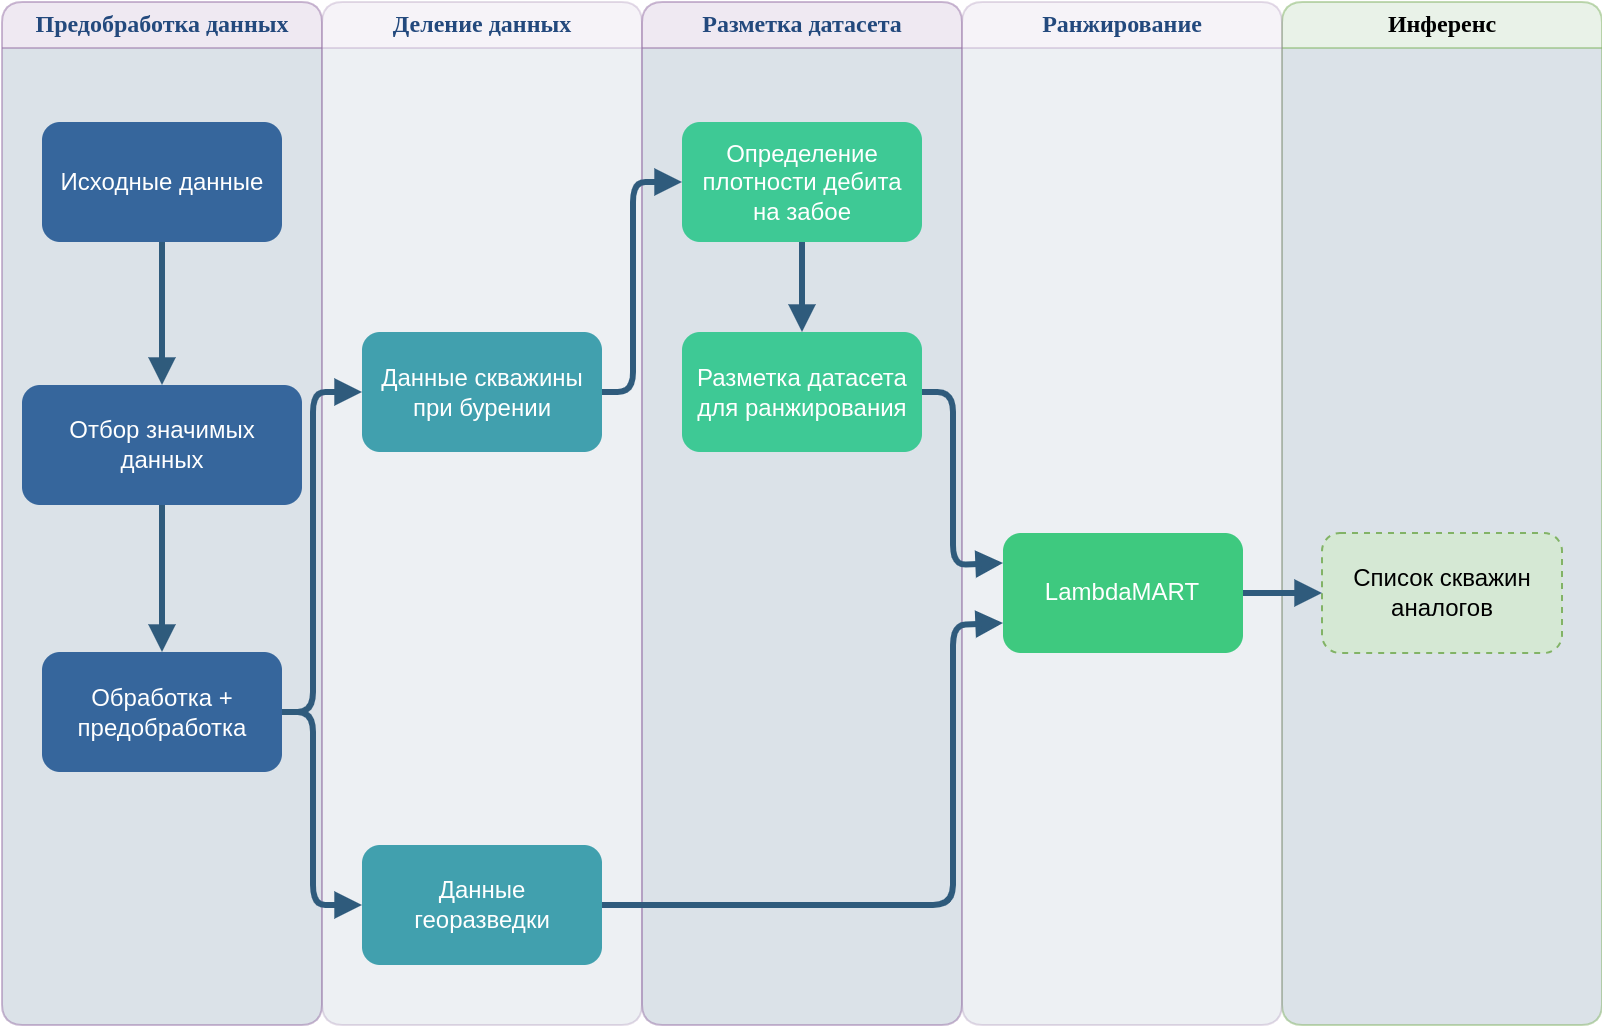 Предобработка данных
Деление данных
Разметка датасета
Ранжирование
Инференс
Исходные данные
Отбор значимых
данных
Обработка +
предобработка
Данные скважины
при бурении
Данные
георазведки
Определение
плотности дебита
на забое
Разметка датасета
для ранжирования
LambdaMART
Список скважин
аналогов